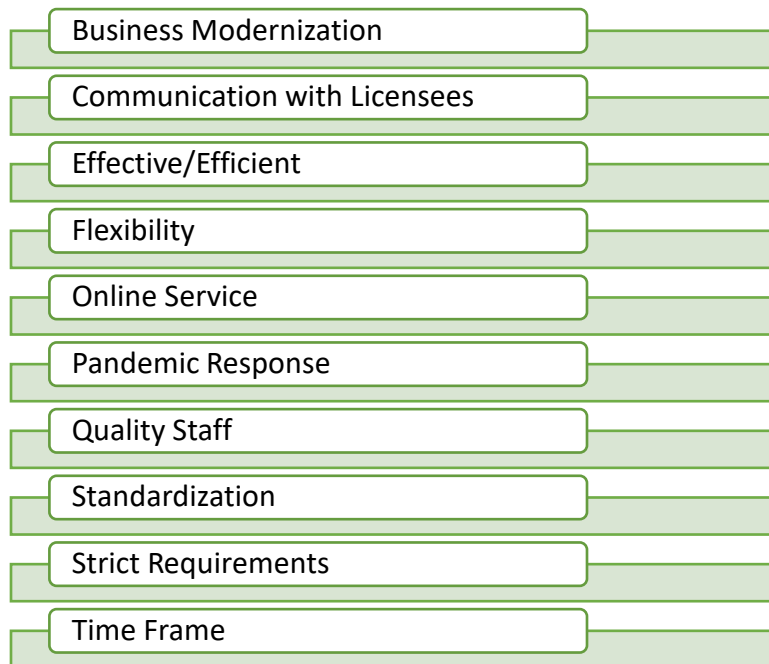 Business Modernization
Communication with Licensees
Effective/Efficient
Flexibility
Online Service
Pandemic Response
Quality Staff
Standardization
Strict Requirements
Time Frame